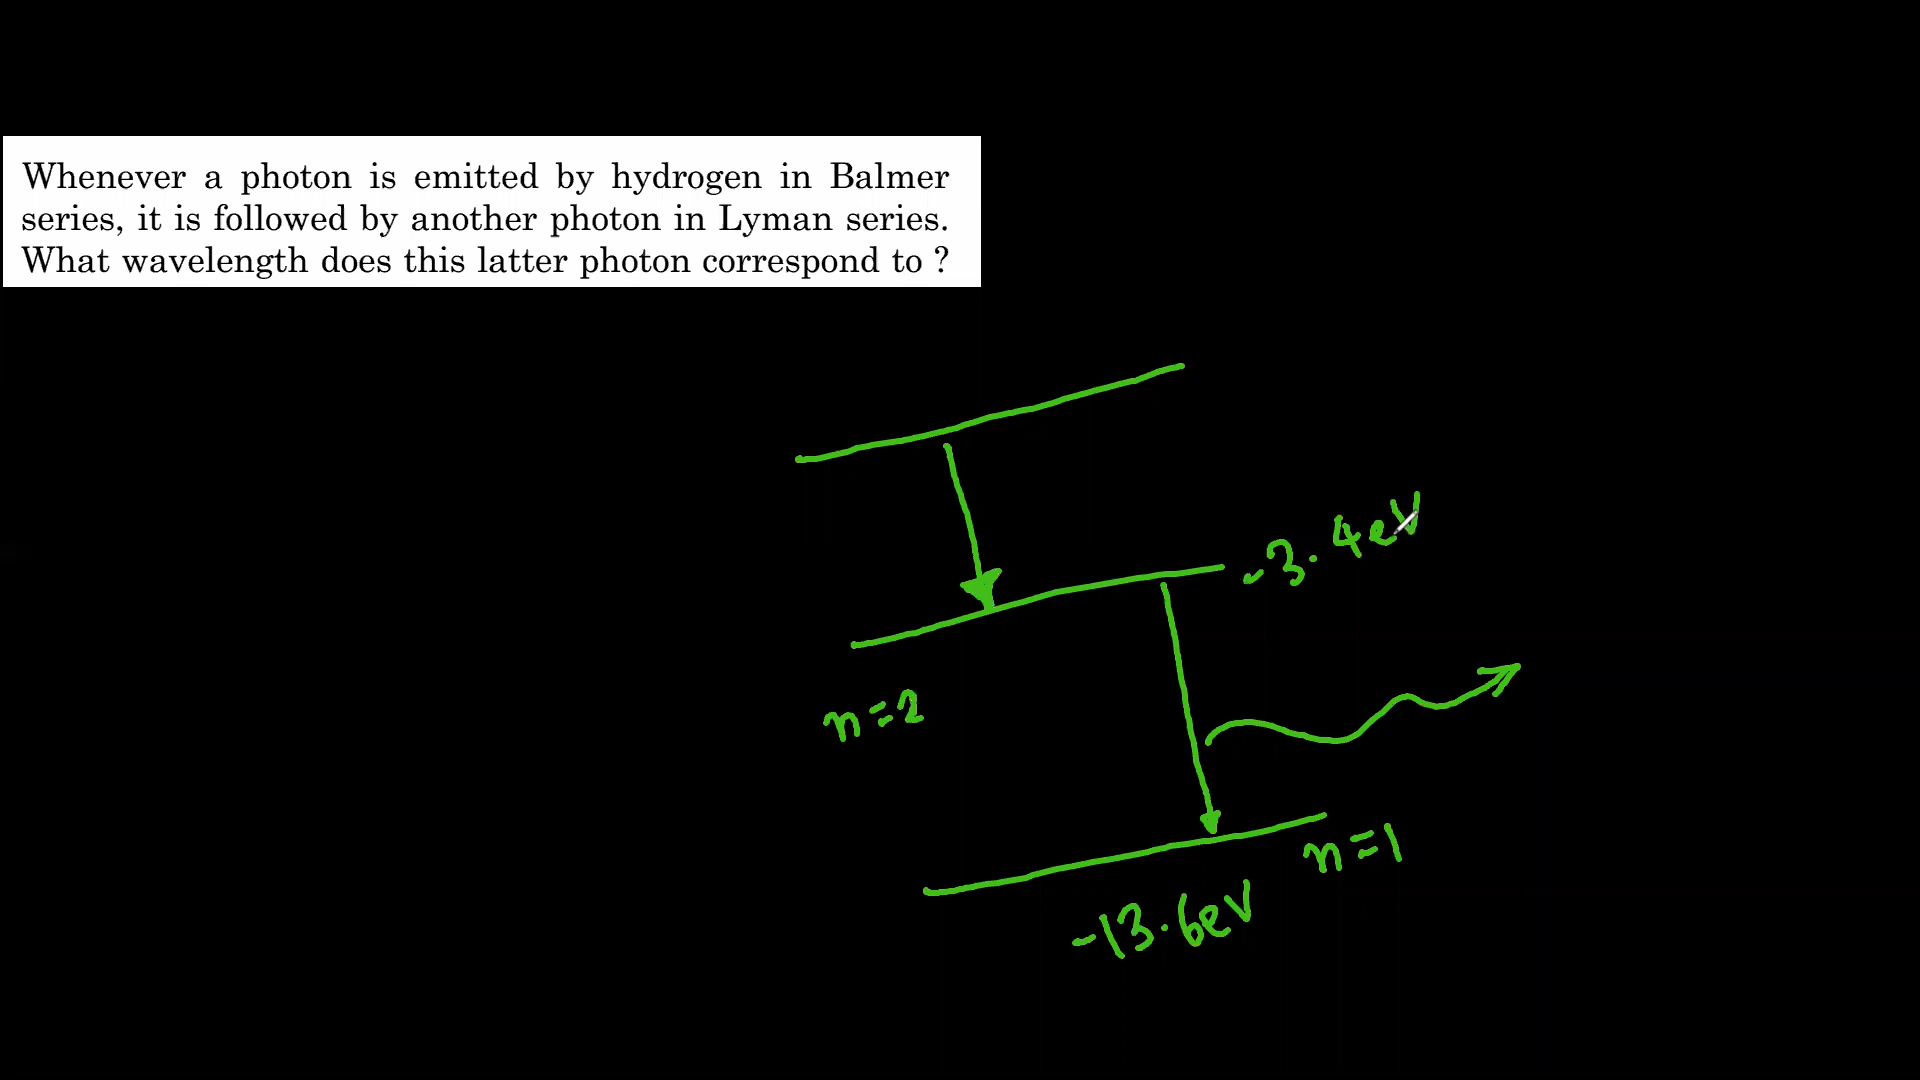 Whenever a photon is emitted by hydrogen in Balmer
series, it is followed by another photon in Lyman series.
What wavelength does this latter photon correspond to ?
-3.4eV
n=2
n=1
-13.6eV